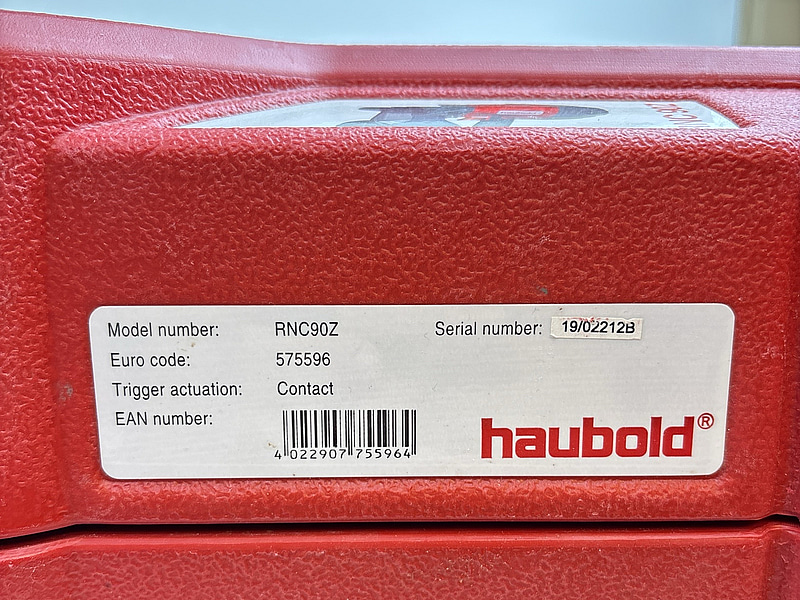 Model number: RNC90Z Serial number: 19/02212B
Euro code: 575596
Trigger actuation: Contact
EAN number:
4 022907 755964
haubold®